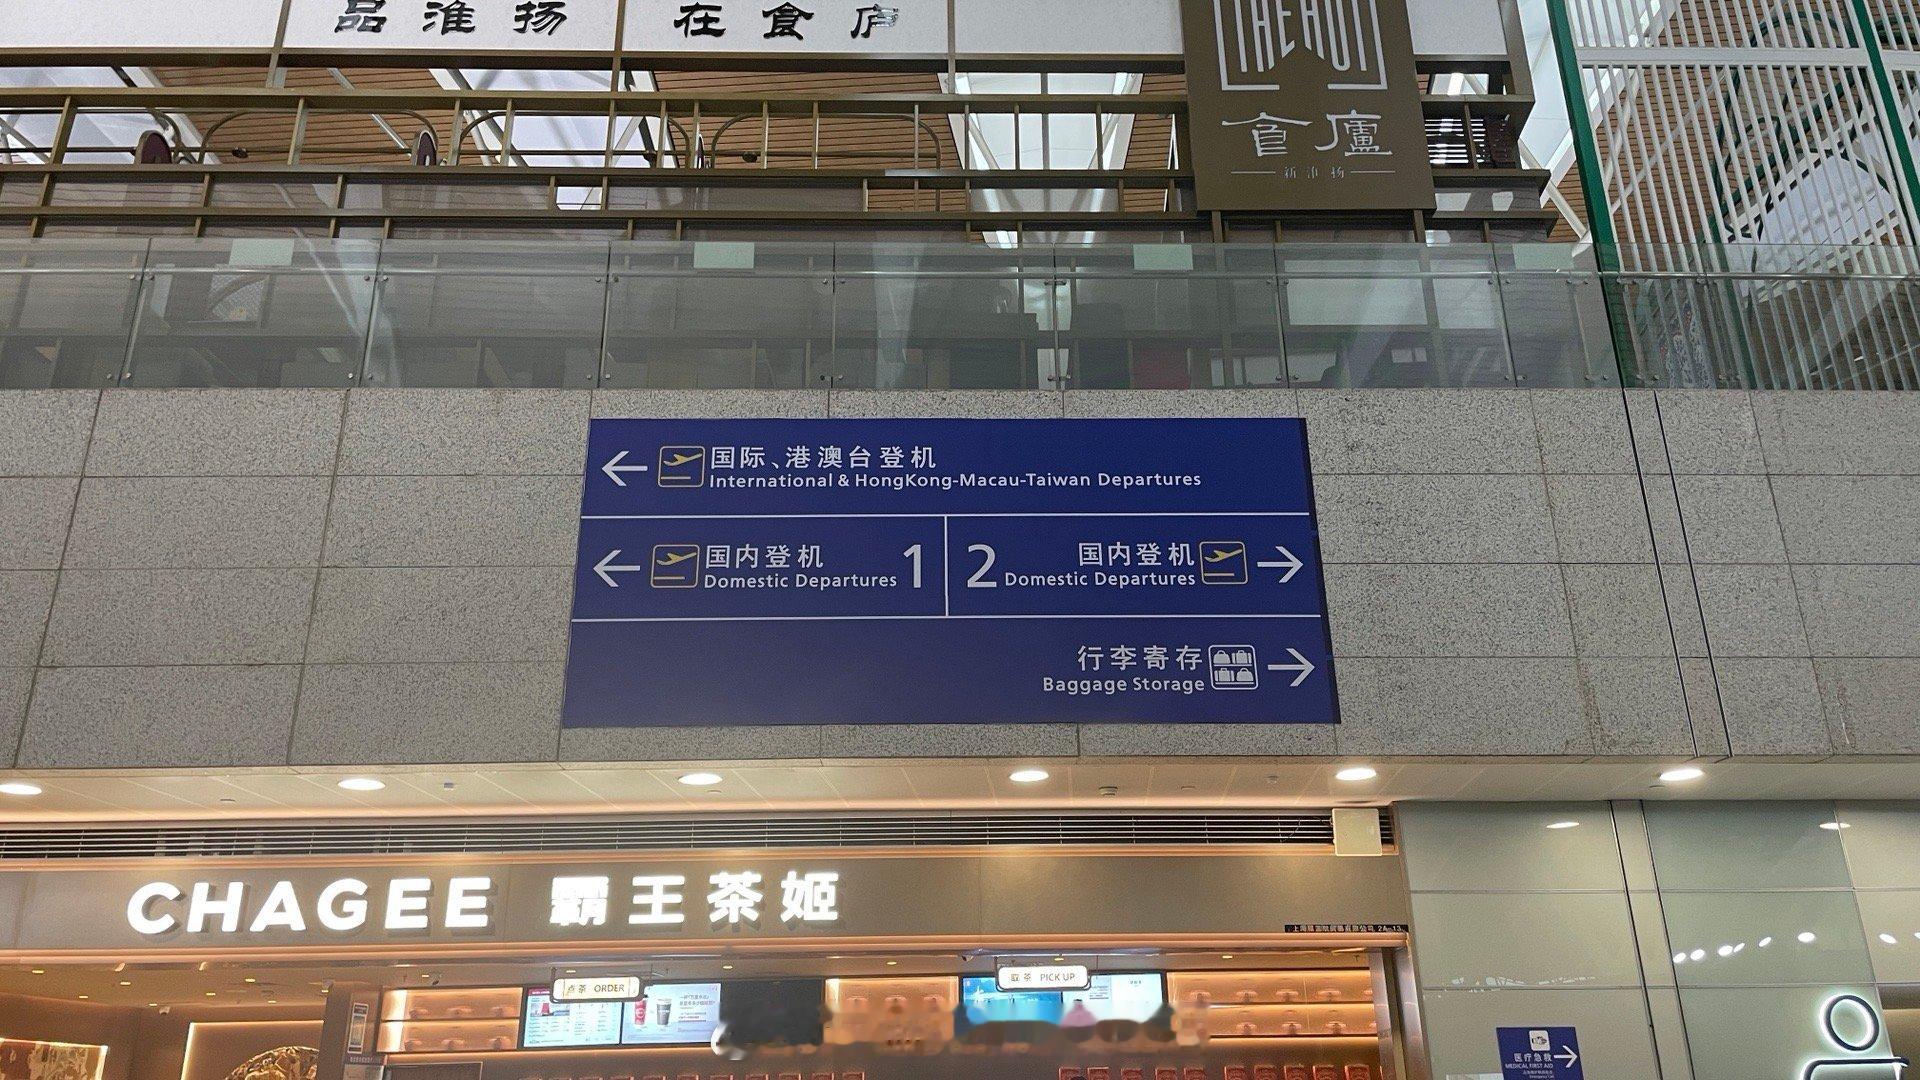 品淮扬 在食庐
食廬
新淮扬
国际、港澳台登机
International & HongKong-Macau-Taiwan Departures
国内登机 1
Domestic Departures
2 国内登机
Domestic Departures
行李寄存
Baggage Storage
CHAGEE 霸王茶姬
点茶 ORDER
取茶 PICK UP
医疗急救
MEDICAL FIRST AID